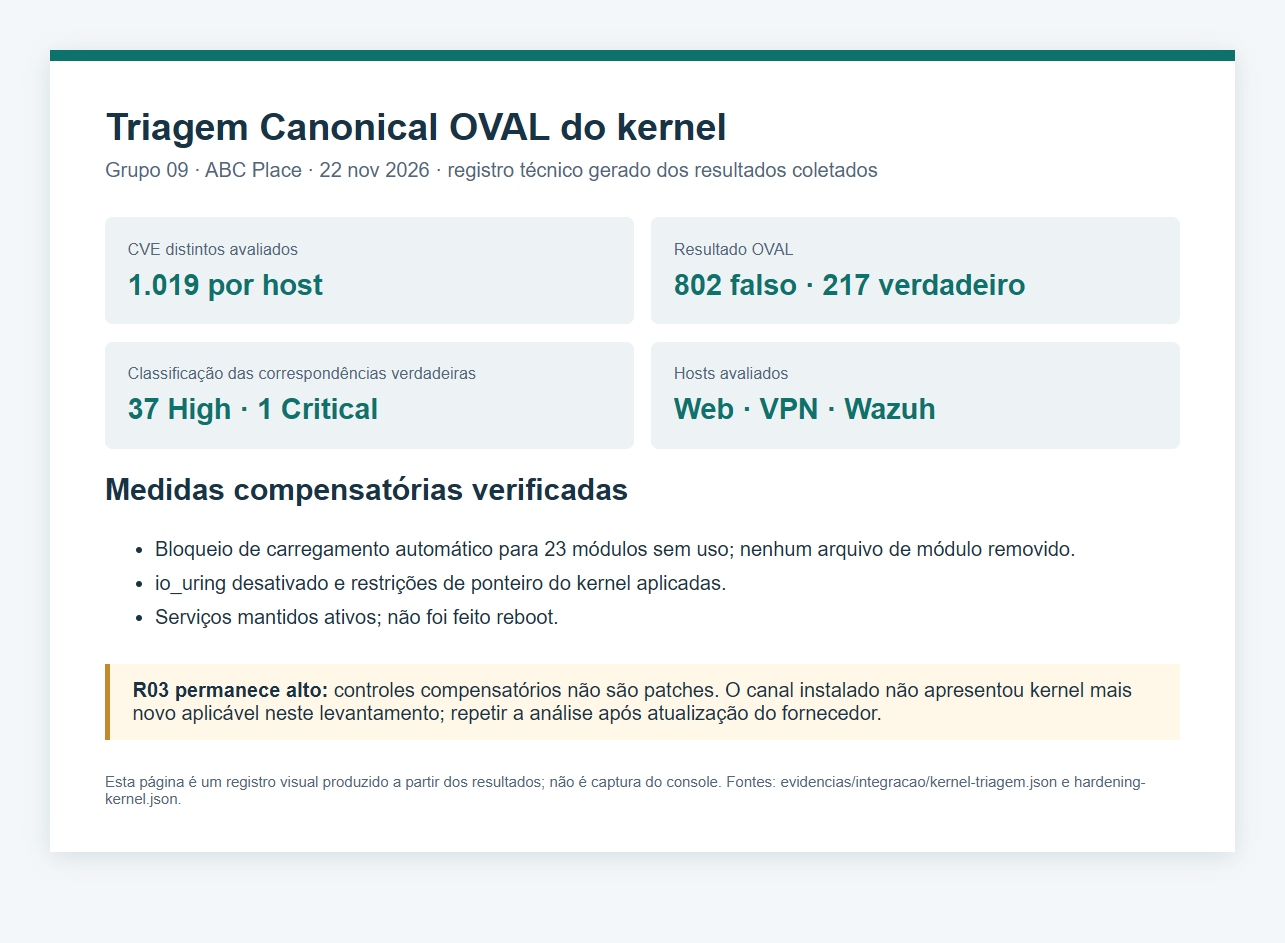 Triagem Canonical OVAL do kernel
Grupo 09 · ABC Place · 22 nov 2026 · registro técnico gerado dos resultados coletados
CVE distintos avaliados
1.019 por host
Resultado OVAL
802 falso · 217 verdadeiro
Classificação das correspondências verdadeiras
37 High · 1 Critical
Hosts avaliados
Web · VPN · Wazuh
Medidas compensatórias verificadas
• Bloqueio de carregamento automático para 23 módulos sem uso; nenhum arquivo de módulo removido.
• io_uring desativado e restrições de ponteiro do kernel aplicadas.
• Serviços mantidos ativos; não foi feito reboot.
R03 permanece alto: controles compensatórios não são patches. O canal instalado não apresentou kernel mais
novo aplicável neste levantamento; repetir a análise após atualização do fornecedor.
Esta página é um registro visual produzido a partir dos resultados; não é captura do console. Fontes: evidencias/integracao/kernel-triagem.json e hardening-
kernel.json.